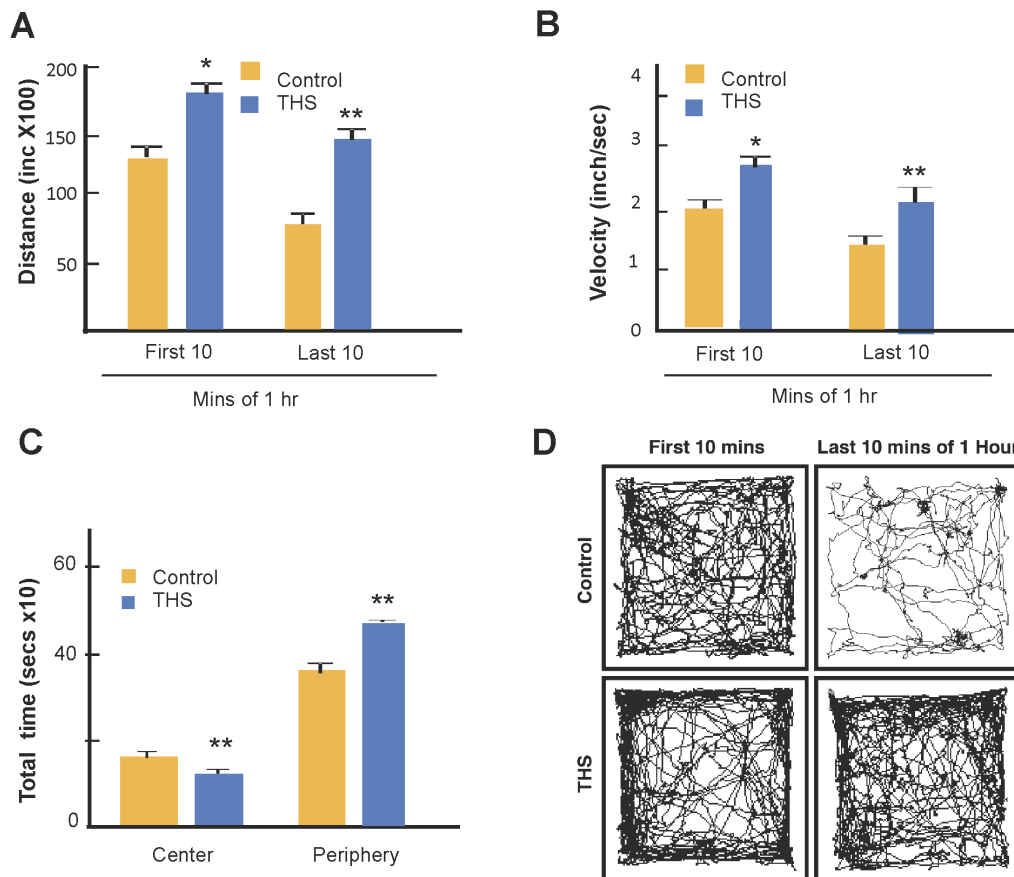 A
Distance (inc X100)
200
150
100
50
*
**
Control
THS
First 10
Last 10
Mins of 1 hr
B
Velocity (inch/sec)
4
3
2
1
0
Control
THS
*
**
First 10
Last 10
Mins of 1 hr
C
Total time (secs x10)
60
40
20
0
Control
THS
**
**
Center
Periphery
D
First 10 mins
Last 10 mins of 1 Hour
Control
THS